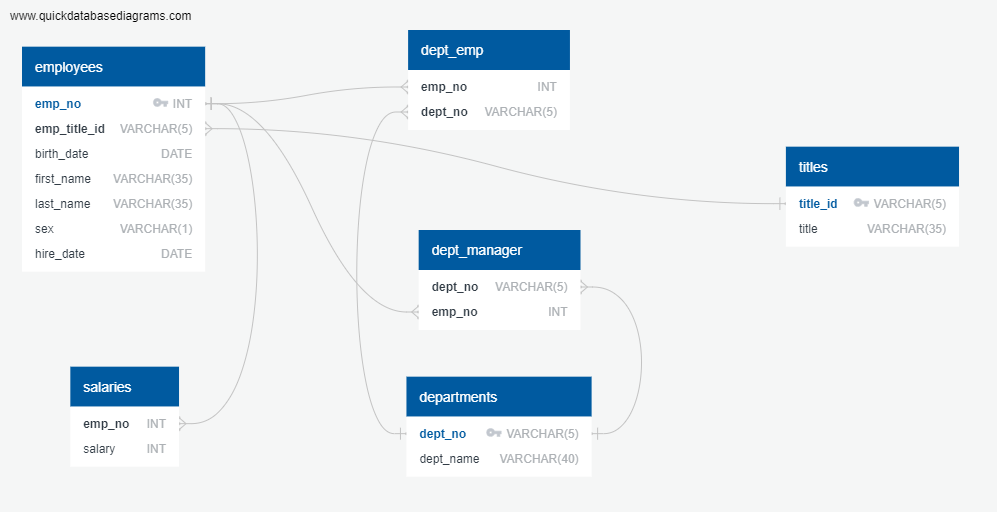 www.quickdatabasediagrams.com
employees
emp_no INT
emp_title_id VARCHAR(5)
birth_date DATE
first_name VARCHAR(35)
last_name VARCHAR(35)
sex VARCHAR(1)
hire_date DATE
dept_emp
emp_no INT
dept_no VARCHAR(5)
titles
title_id VARCHAR(5)
title VARCHAR(35)
dept_manager
dept_no VARCHAR(5)
emp_no INT
salaries
emp_no INT
salary INT
departments
dept_no VARCHAR(5)
dept_name VARCHAR(40)